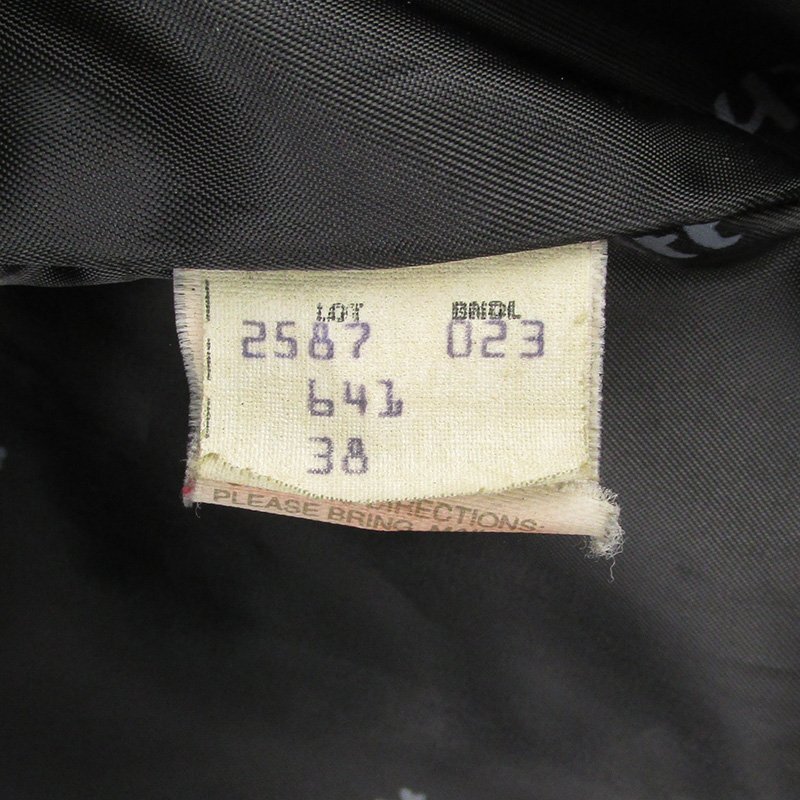 LOT BNDL
2587 023
641
38
DIRECTIONS:
PLEASE BRING